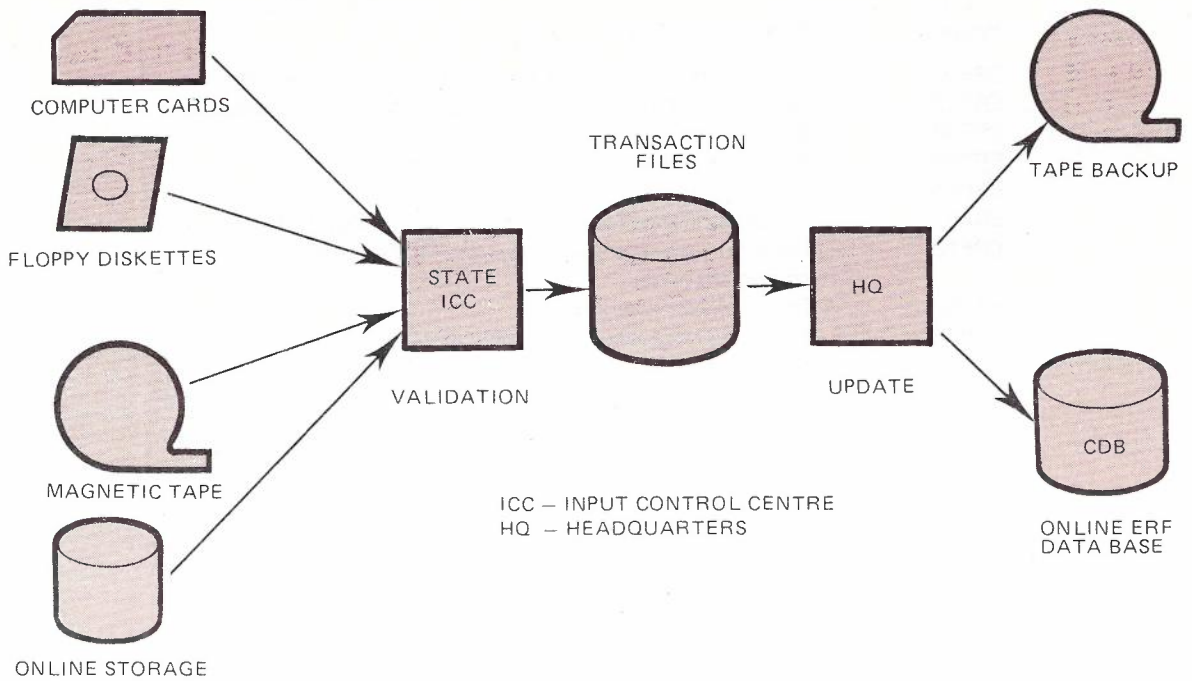 COMPUTER CARDS
FLOPPY DISKETTES
MAGNETIC TAPE
ONLINE STORAGE
STATE
ICC
VALIDATION
TRANSACTION
FILES
HQ
UPDATE
TAPE BACKUP
CDB
ONLINE ERF
DATA BASE
ICC – INPUT CONTROL CENTRE
HQ – HEADQUARTERS